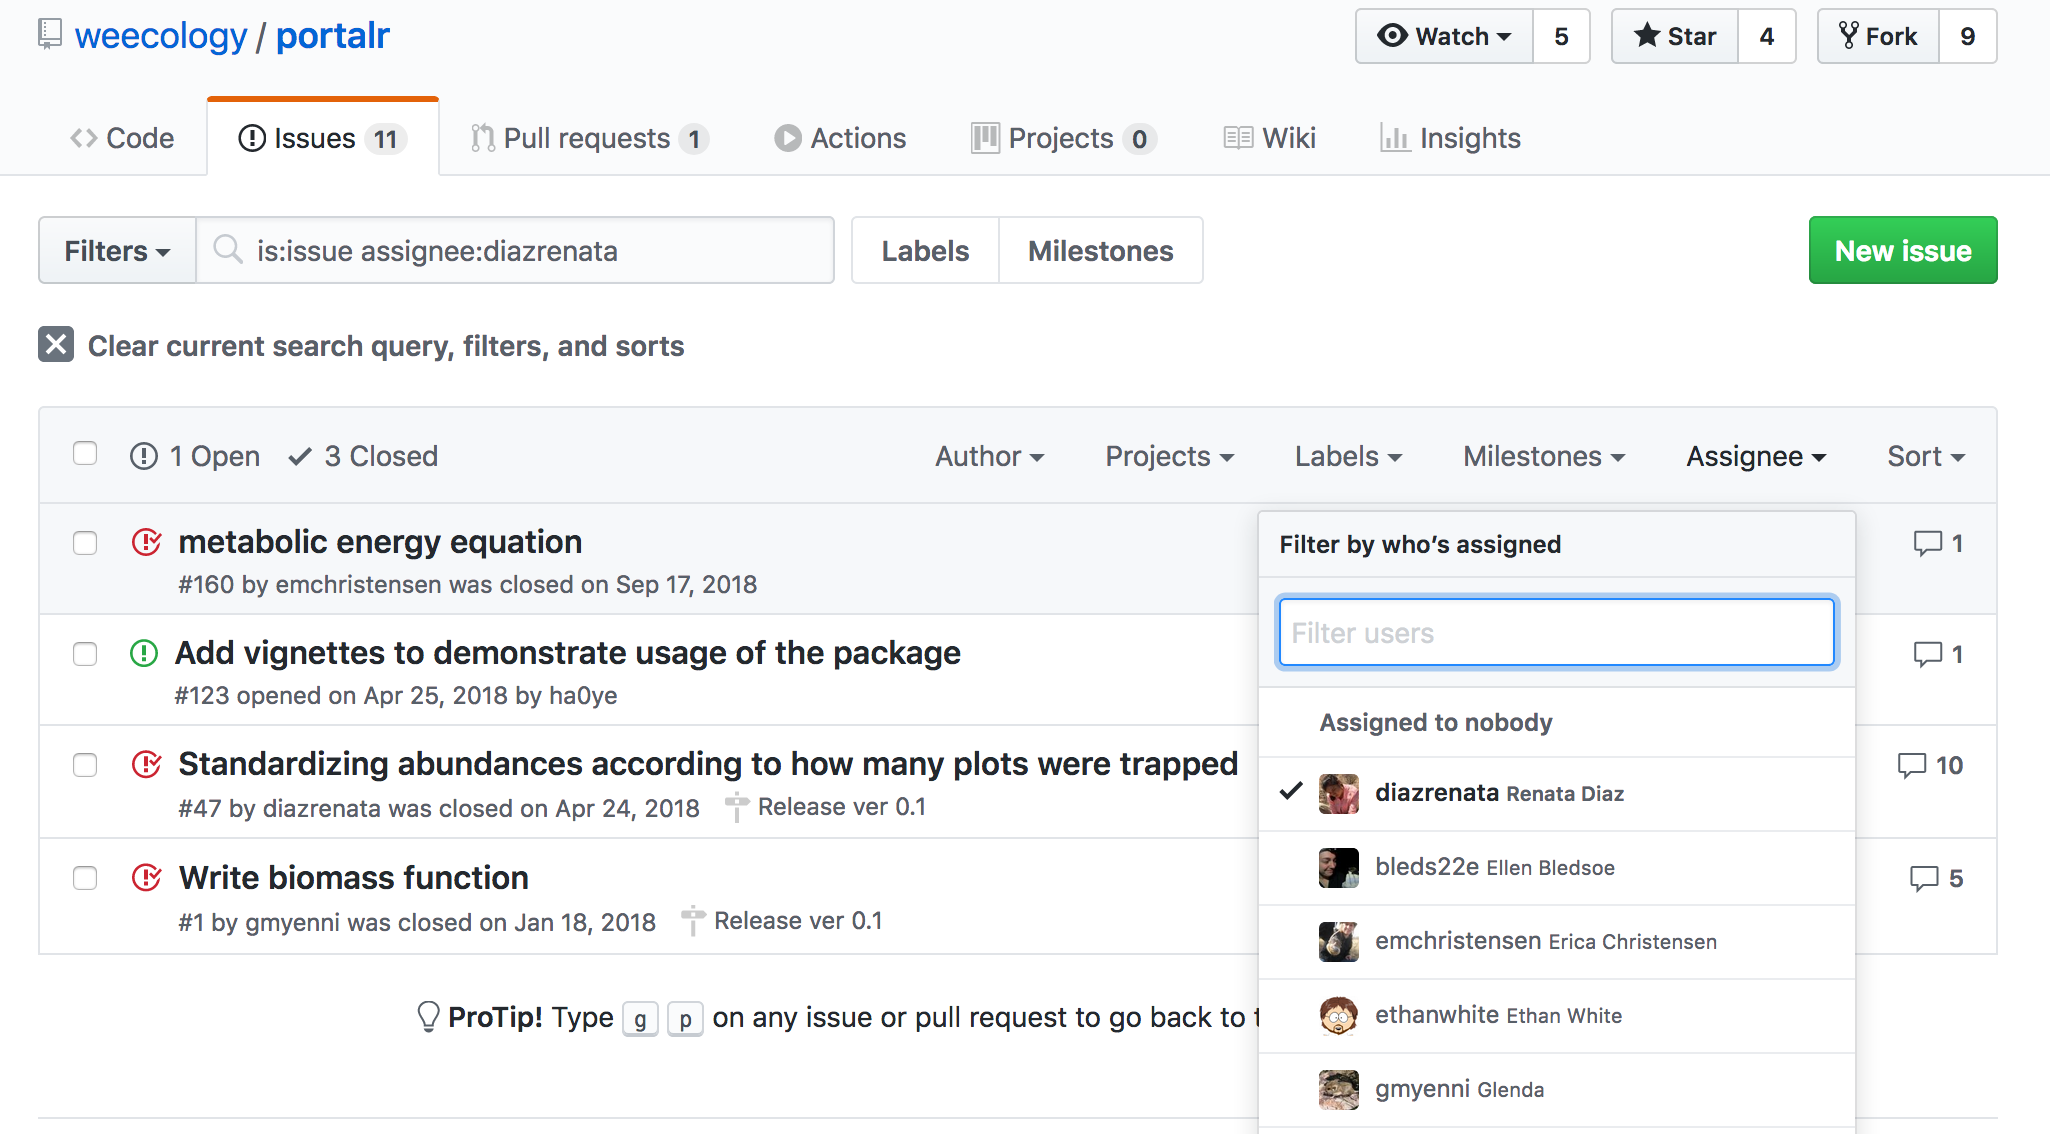 weecology / portalr
Watch 5 Star 4 Fork 9
Code Issues 11 Pull requests 1 Actions Projects 0 Wiki Insights
Filters is:issue assignee:diazrenata Labels Milestones New issue
Clear current search query, filters, and sorts
1 Open 3 Closed Author Projects Labels Milestones Assignee Sort
metabolic energy equation 1
#160 by emchristensen was closed on Sep 17, 2018
Add vignettes to demonstrate usage of the package 1
#123 opened on Apr 25, 2018 by ha0ye
Standardizing abundances according to how many plots were trapped 10
#47 by diazrenata was closed on Apr 24, 2018 Release ver 0.1
Write biomass function 5
#1 by gmyenni was closed on Jan 18, 2018 Release ver 0.1
ProTip! Type g p on any issue or pull request to go back to
Filter by who’s assigned
Filter users
Assigned to nobody
diazrenata Renata Diaz
bleds22e Ellen Bledsoe
emchristensen Erica Christensen
ethanwhite Ethan White
gmyenni Glenda